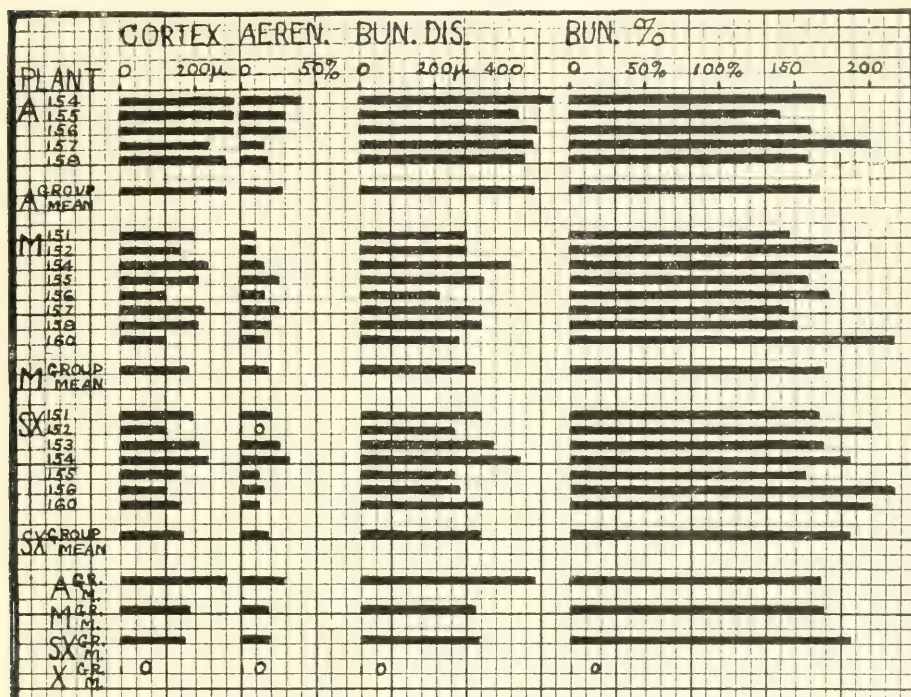 CORTEX AEREN. BUN. DIS. BUN. %
PLANT 0 200μ 0 50% 0 200μ 400 0 50% 100% 150 200
A 154
155
156
157
158
A GROUP MEAN
M 151
152
154
155
156
157
158
160
M GROUP MEAN
SX 151
152 0
153
154
155
156
160
SX GROUP MEAN
A GR. M.
M GR. M.
SX GR. M.
X GR. M. 0 0 0 0